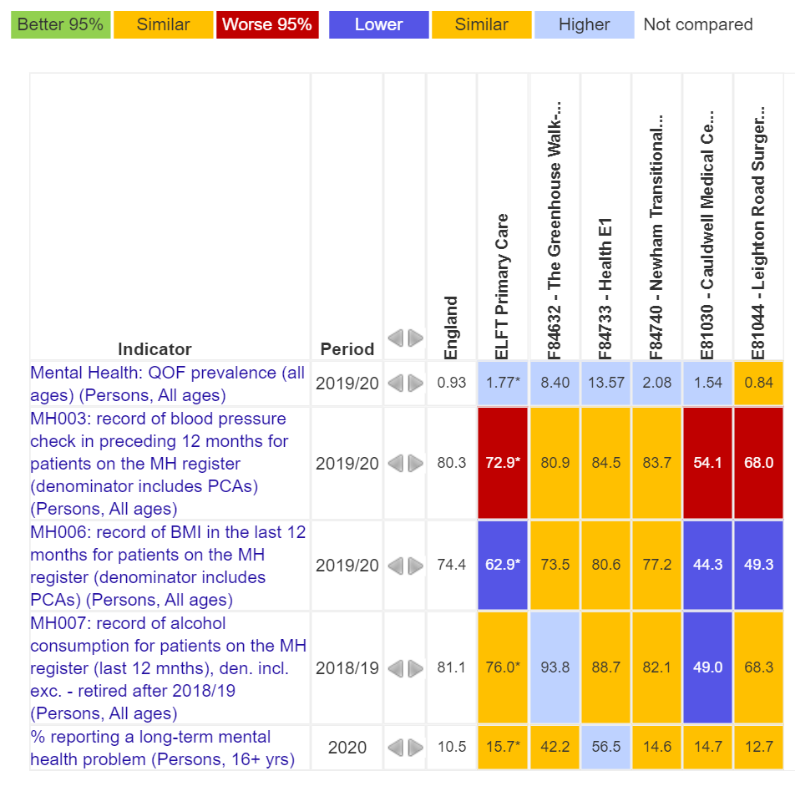 Better 95% Similar Worse 95% Lower Similar Higher Not compared
Indicator Period England ELFT Primary Care F84632 - The Greenhouse Walk-... F84733 - Health E1 F84740 - Newham Transitional... E81030 - Cauldwell Medical Ce... E81044 - Leighton Road Surger...
Mental Health: QOF prevalence (all
ages) (Persons, All ages)
2019/20 0.93 1.77* 8.40 13.57 2.08 1.54 0.84
MH003: record of blood pressure
check in preceding 12 months for
patients on the MH register
(denominator includes PCAs)
(Persons, All ages)
2019/20 80.3 72.9* 80.9 84.5 83.7 54.1 68.0
MH006: record of BMI in the last 12
months for patients on the MH
register (denominator includes
PCAs) (Persons, All ages)
2019/20 74.4 62.9* 73.5 80.6 77.2 44.3 49.3
MH007: record of alcohol
consumption for patients on the MH
register (last 12 mnths), den. incl.
exc. - retired after 2018/19
(Persons, All ages)
2018/19 81.1 76.0* 93.8 88.7 82.1 49.0 68.3
% reporting a long-term mental
health problem (Persons, 16+ yrs)
2020 10.5 15.7* 42.2 56.5 14.6 14.7 12.7